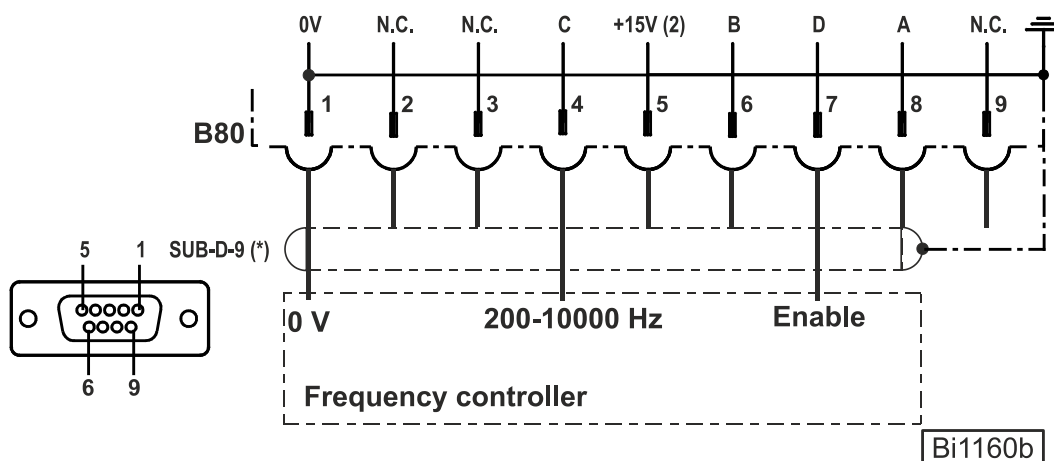 0V N.C. N.C. C +15V (2) B D A N.C.
1 2 3 4 5 6 7 8 9
B80
5 1 SUB-D-9 (*)
0 V 200-10000 Hz Enable
6 9
Frequency controller
Bi1160b